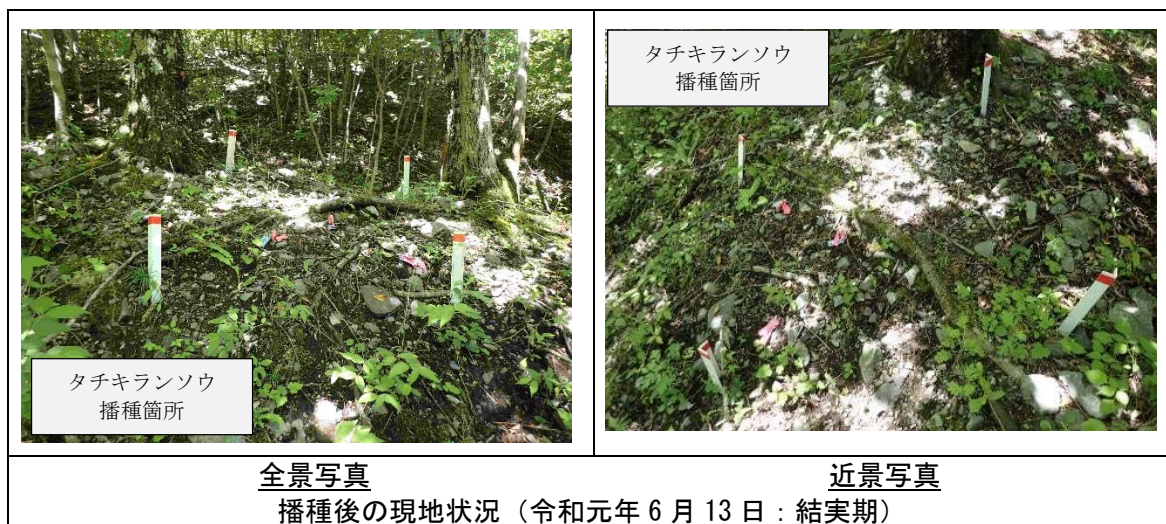 タチキランソウ
播種箇所
タチキランソウ
播種箇所
全景写真
近景写真
播種後の現地状況（令和元年 6 月 13 日：結実期）